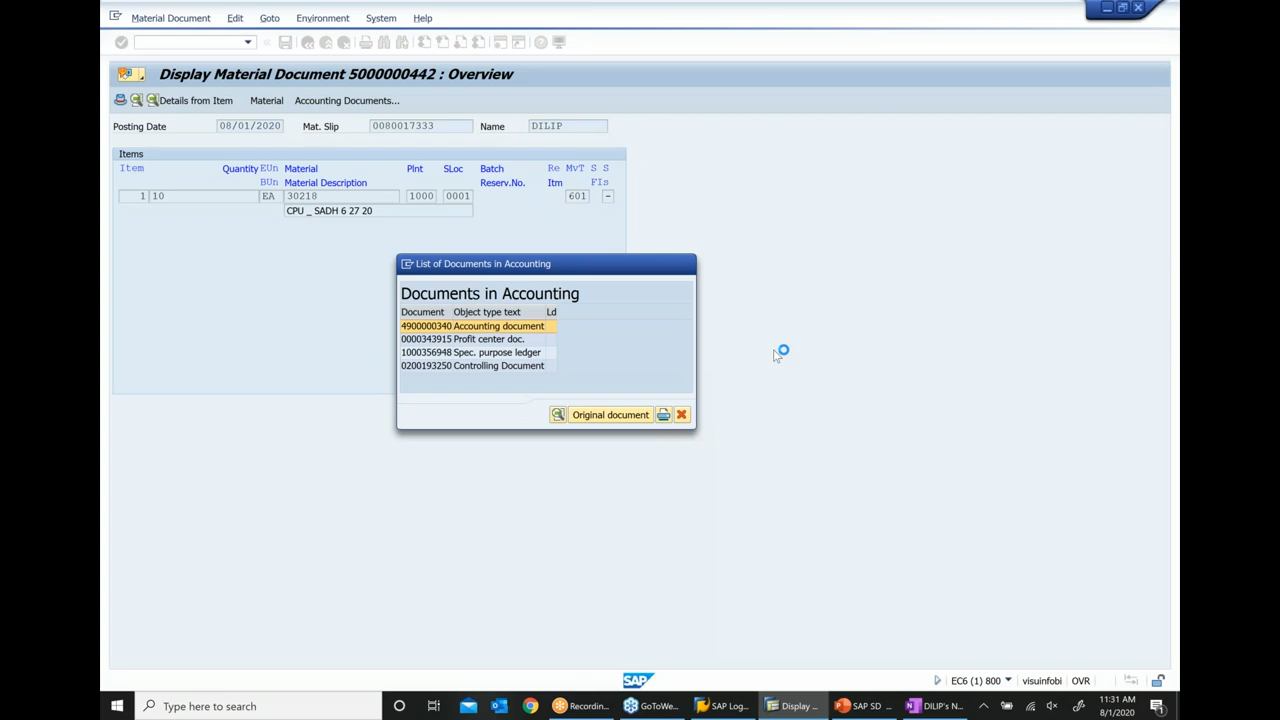 Material Document Edit Goto Environment System Help
Display Material Document 5000000442 : Overview
Details from Item Material Accounting Documents...
Posting Date 08/01/2020 Mat. Slip 0080017333 Name DILIP
Items
Item Quantity EUn Material Plnt SLoc Batch Re MvT S S
BUn Material Description Reserv.No. Itm FIs
1 10 EA 30218 1000 0001 601 -
CPU _ SADH 6 27 20
List of Documents in Accounting
Documents in Accounting
Document Object type text Ld
4900000340 Accounting document
0000343915 Profit center doc.
1000356948 Spec. purpose ledger
0200193250 Controlling Document
Original document
SAP
EC6 (1) 800 visuinfobi OVR
Type here to search Recordin... GoToWe... SAP Log... Display ... SAP SD ... DILIP's N... 11:31 AM
8/1/2020